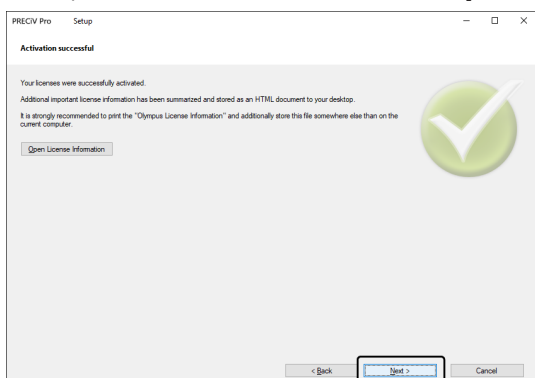 PRECiV Pro Setup
Activation successful
Your licenses were successfully activated.
Additional important license information has been summarized and stored as an HTML document to your desktop.
It is strongly recommended to print the "Olympus License Information" and additionally store this file somewhere else than on the
current computer.
Open License Information
< Back Next > Cancel